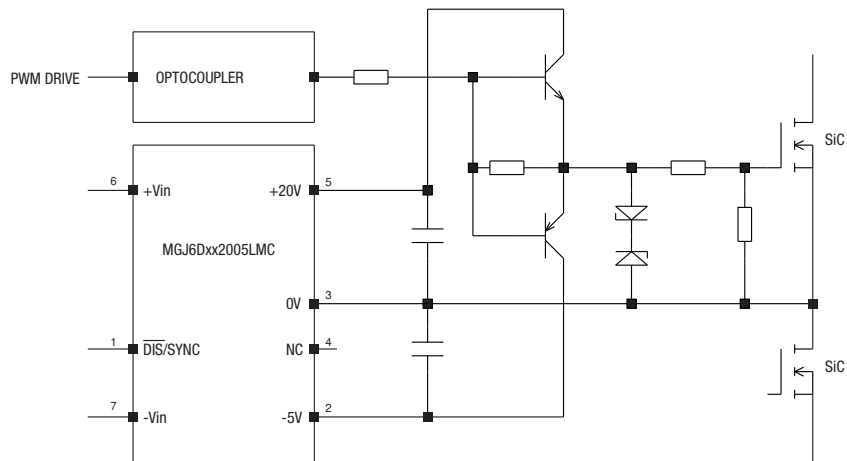 PWM DRIVE
OPTOCOUPLER
SiC
6
+Vin
+20V
5
MGJ6Dxx2005LMC
0V
3
1
DIS/SYNC
NC
4
SiC
7
-Vin
-5V
2